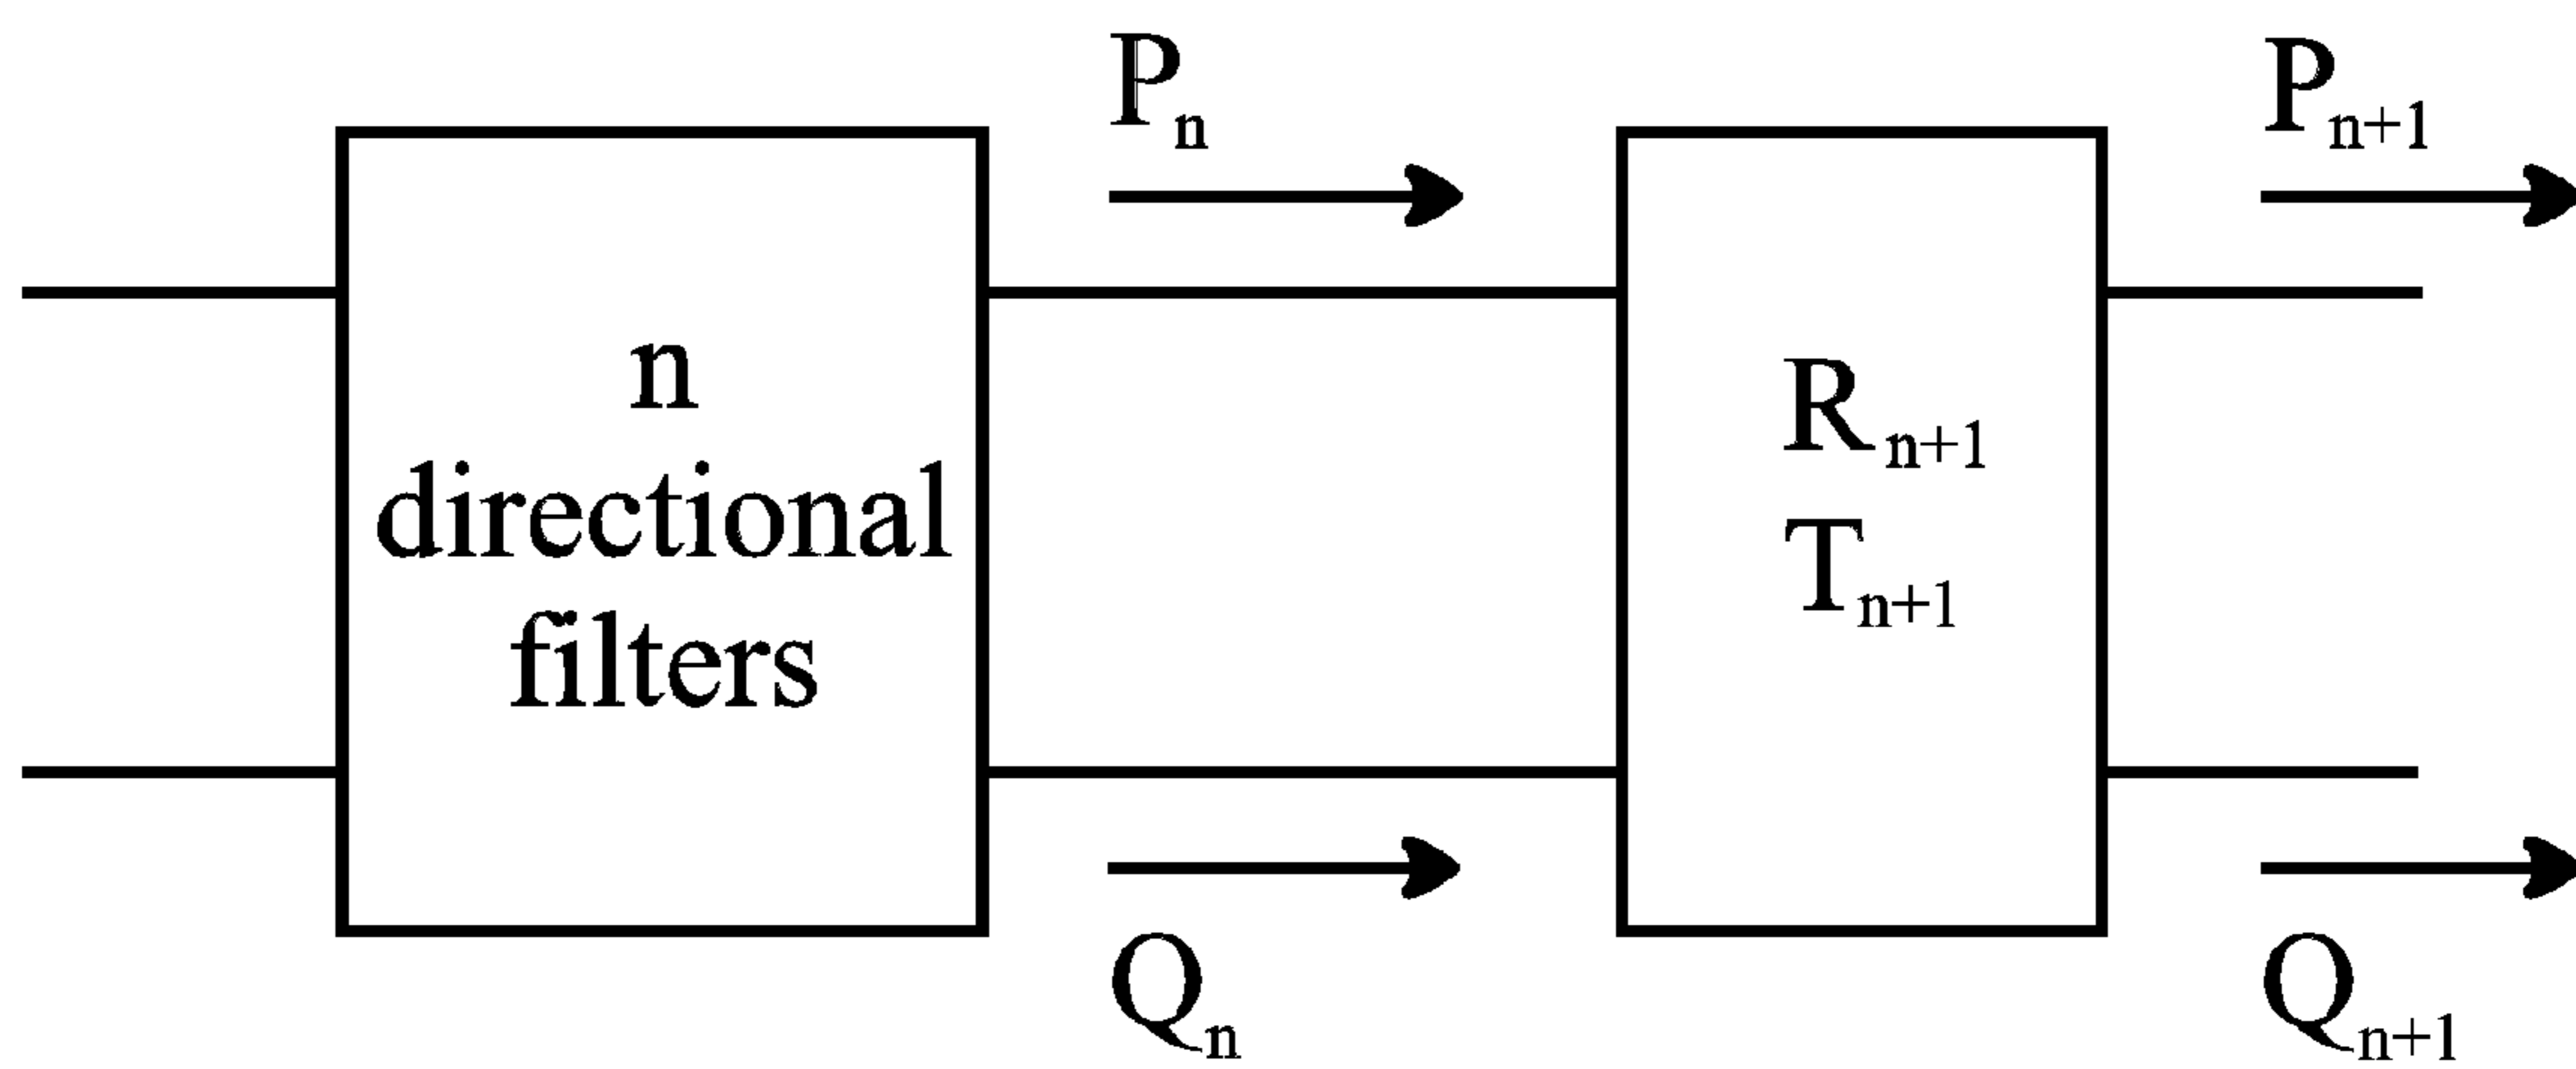 Pn
Pn+1
n
directional
filters
Rn+1
Tn+1
Qn
Qn+1